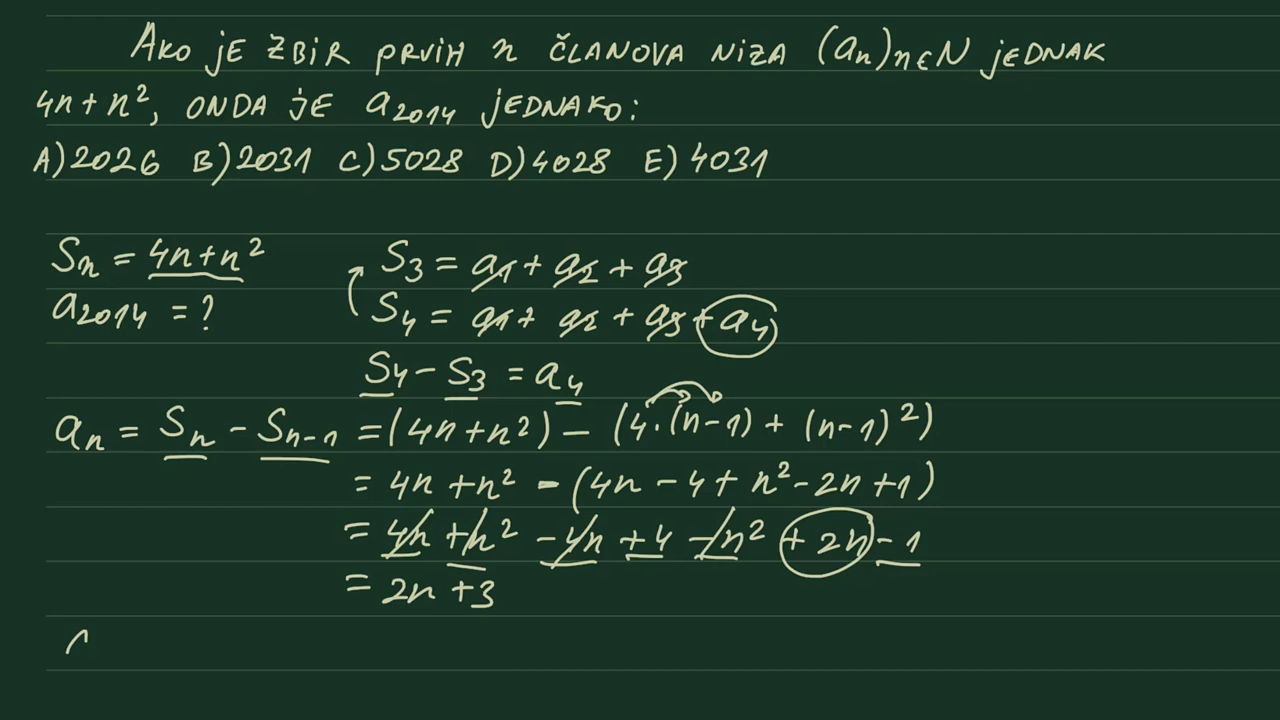 AKO JE ZBIR PRVIH n ČLANOVA NIZA (an)n∈N JEDNAK
4n+n², ONDA JE a2014 JEDNAKO:
A)2026 B)2031 C)5028 D)4028 E)4031
Sn = 4n+n² S3 = a1 + a2 + a3
a2014 = ? S4 = a1 + a2 + a3 + a4
S4 - S3 = a4
an = Sn - Sn-1 = (4n+n²) - (4·(n-1) + (n-1)²)
= 4n + n² - (4n - 4 + n² - 2n + 1)
= 4n + n² - 4n + 4 - n² + 2n - 1
= 2n + 3